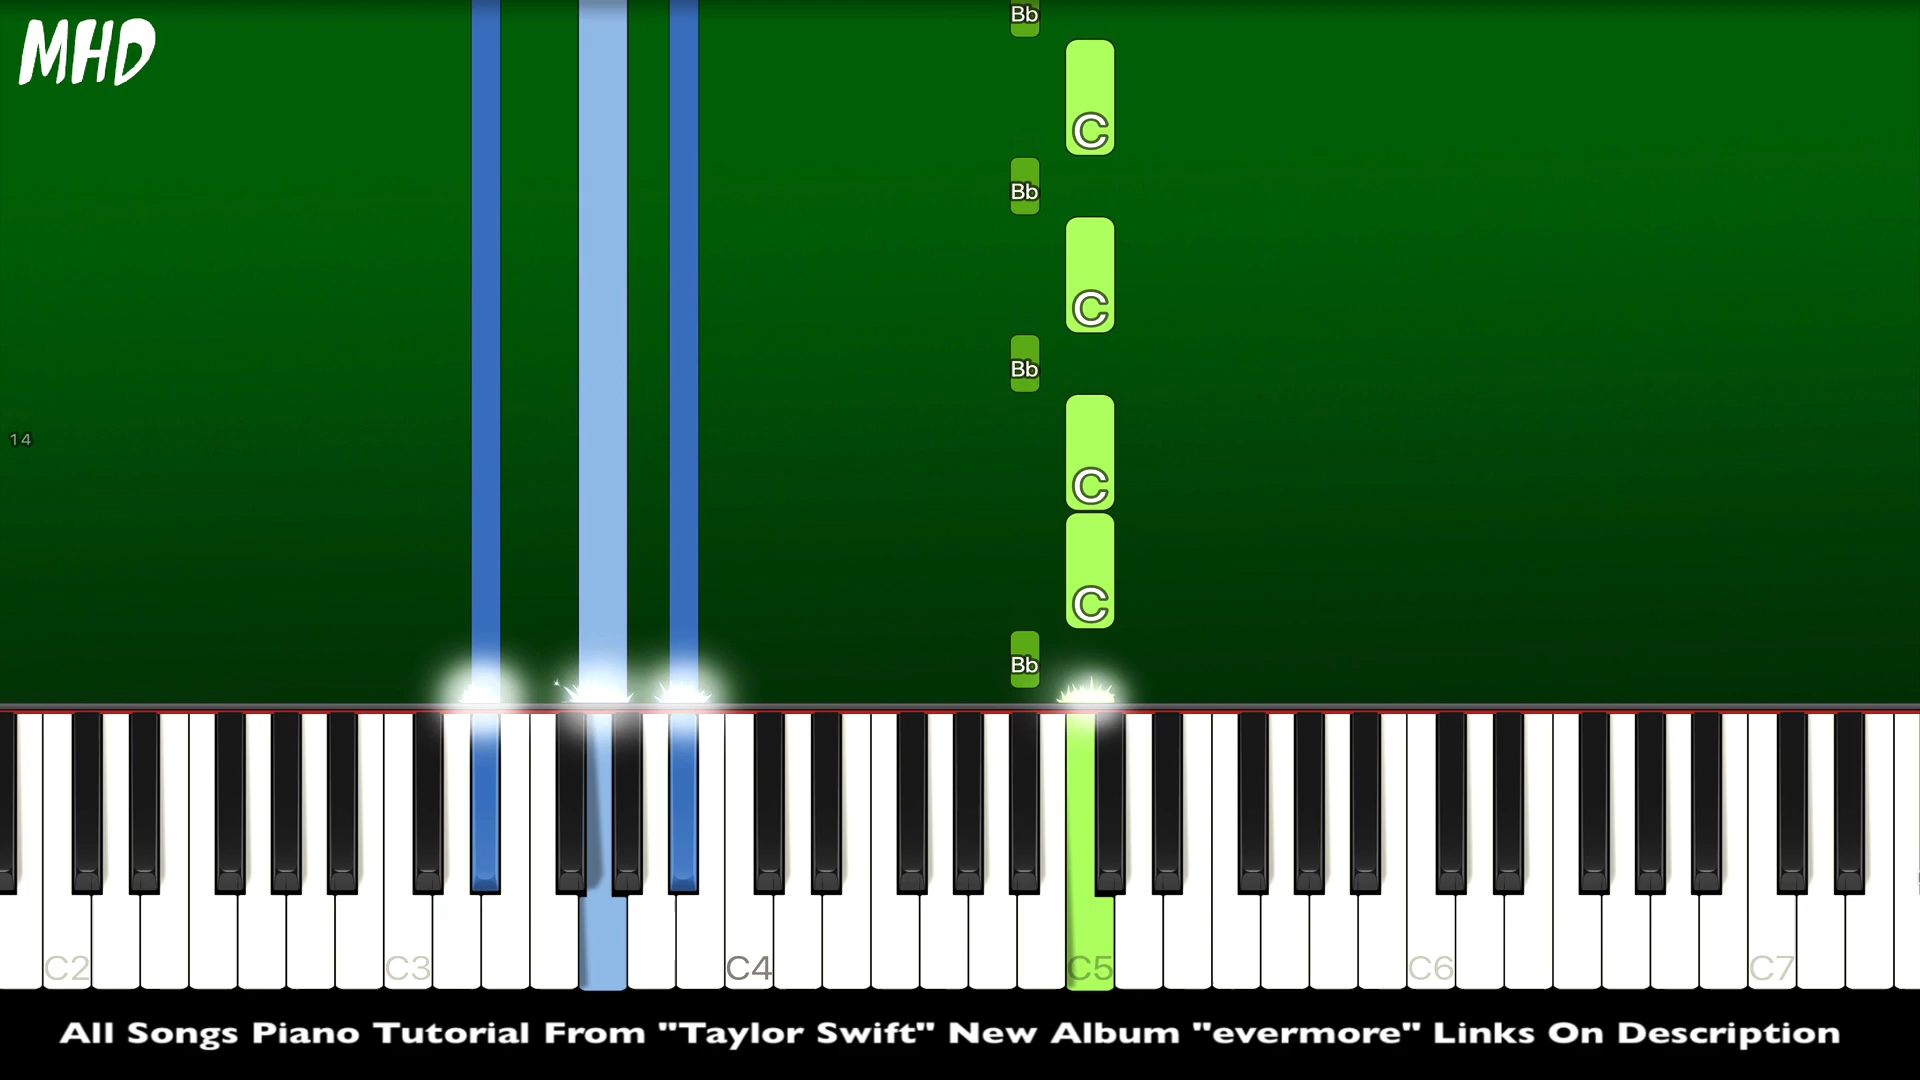 MHD
Bb
C
Bb
C
Bb
14
C
C
Bb
C2
C3
C4
C5
C6
C7
All Songs Piano Tutorial From "Taylor Swift" New Album "evermore" Links On Description